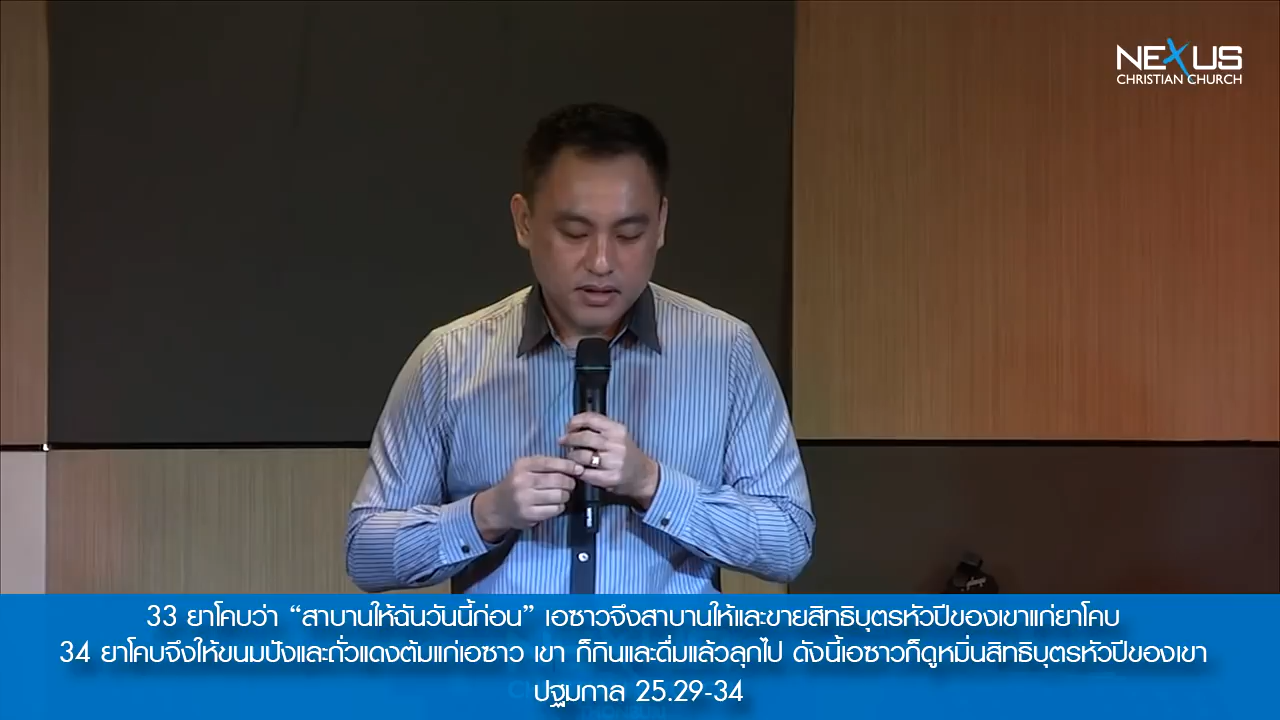 NEXUS
CHRISTIAN CHURCH
33 ยาโคบว่า “สาบานให้ฉันวันนี้ก่อน” เอซาวจึงสาบานให้และขายสิทธิบุตรหัวปีของเขาแก่ยาโคบ
34 ยาโคบจึงให้ขนมปังและถั่วแดงต้มแก่เอซาว เขา ก็กินและดื่มแล้วลุกไป ดังนี้เอซาวก็ดูหมิ่นสิทธิบุตรหัวปีของเขา
ปฐมกาล 25.29-34